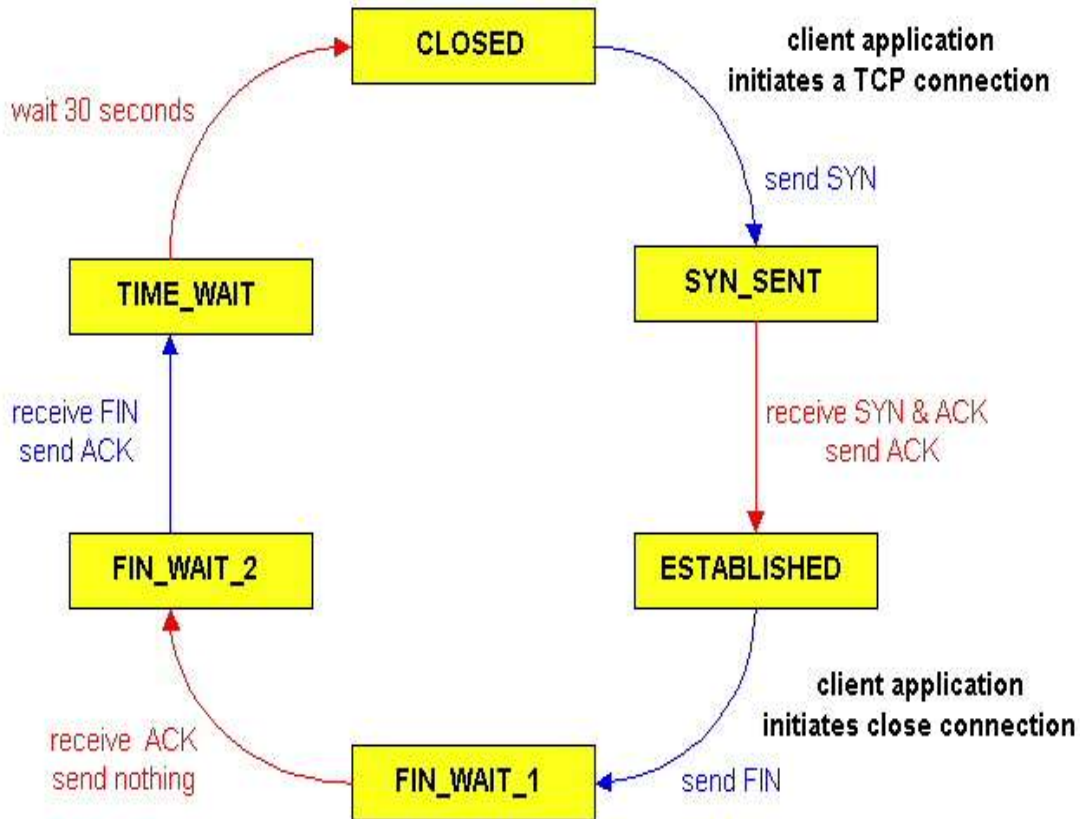 CLOSED
client application
initiates a TCP connection
wait 30 seconds
send SYN
TIME_WAIT
SYN_SENT
receive FIN
send ACK
receive SYN & ACK
send ACK
FIN_WAIT_2
ESTABLISHED
client application
initiates close connection
receive ACK
send nothing
FIN_WAIT_1
send FIN